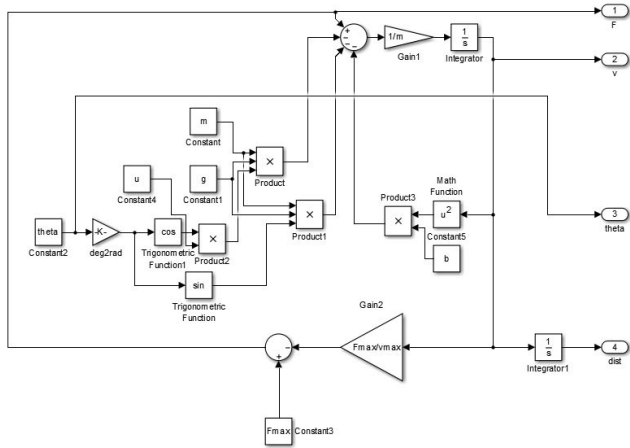 1
F
+
−
−
−
1/m
Gain1
1
s
Integrator
2
v
m
Constant
×
Product
g
Constant1
u
Constant4
×
Product1
Product3
×
Math
Function
u²
Constant5
b
3
theta
theta
Constant2
-K-
deg2rad
cos
Trigonometric
Function1
×
Product2
sin
Trigonometric
Function
Gain2
Fmax/vmax
−
+
1
s
Integrator1
4
dist
Fmax
Constant3